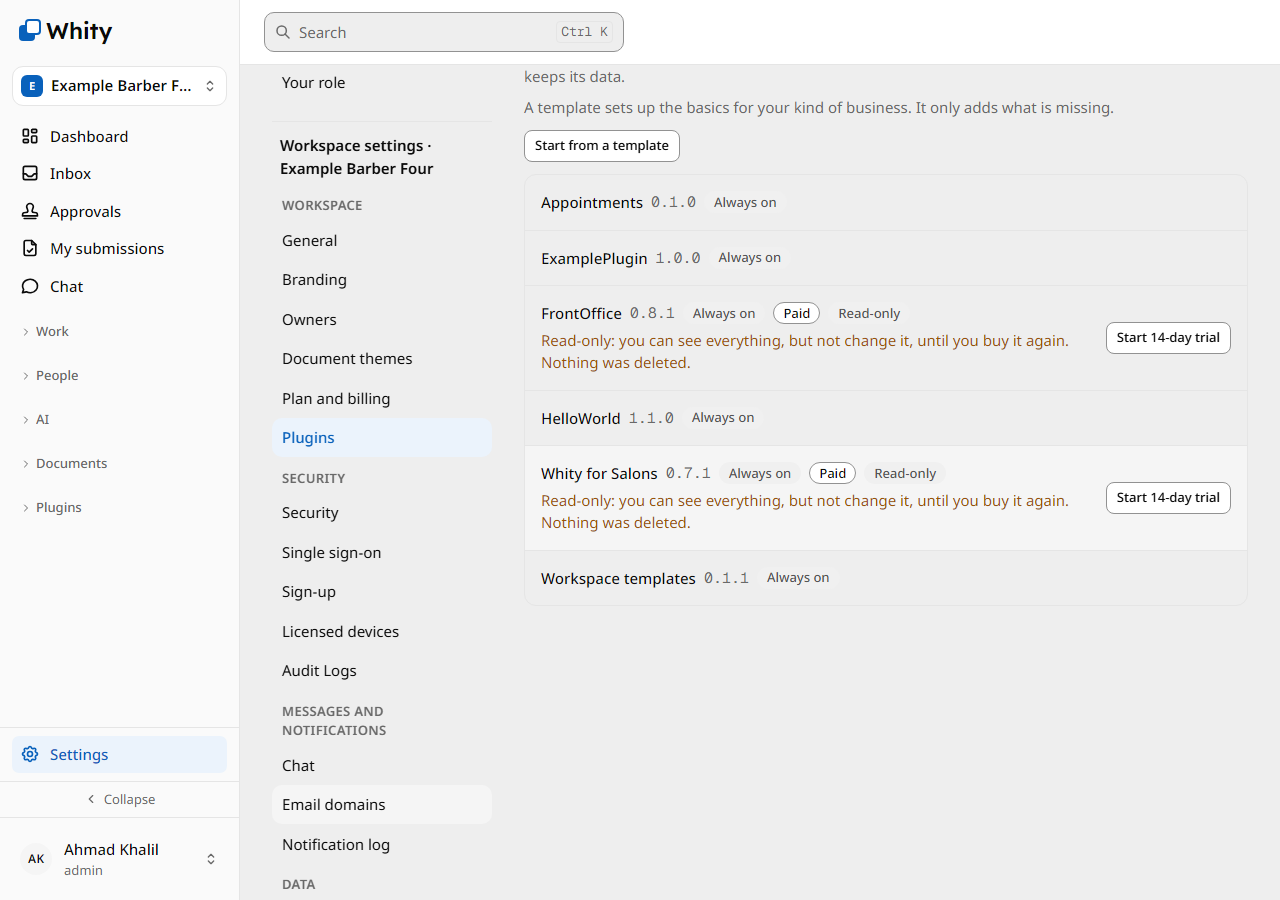 Whity
Search
Ctrl K
E
Example Barber F...
Dashboard
Inbox
Approvals
My submissions
Chat
Work
People
AI
Documents
Plugins
Settings
Collapse
AK
Ahmad Khalil
admin
Your role
Workspace settings ·
Example Barber Four
WORKSPACE
General
Branding
Owners
Document themes
Plan and billing
Plugins
SECURITY
Security
Single sign-on
Sign-up
Licensed devices
Audit Logs
MESSAGES AND
NOTIFICATIONS
Chat
Email domains
Notification log
DATA
keeps its data.
A template sets up the basics for your kind of business. It only adds what is missing.
Start from a template
Appointments 0.1.0 Always on
ExamplePlugin 1.0.0 Always on
FrontOffice 0.8.1 Always on Paid Read-only
Read-only: you can see everything, but not change it, until you buy it again.
Nothing was deleted.
Start 14-day trial
HelloWorld 1.1.0 Always on
Whity for Salons 0.7.1 Always on Paid Read-only
Read-only: you can see everything, but not change it, until you buy it again.
Nothing was deleted.
Start 14-day trial
Workspace templates 0.1.1 Always on